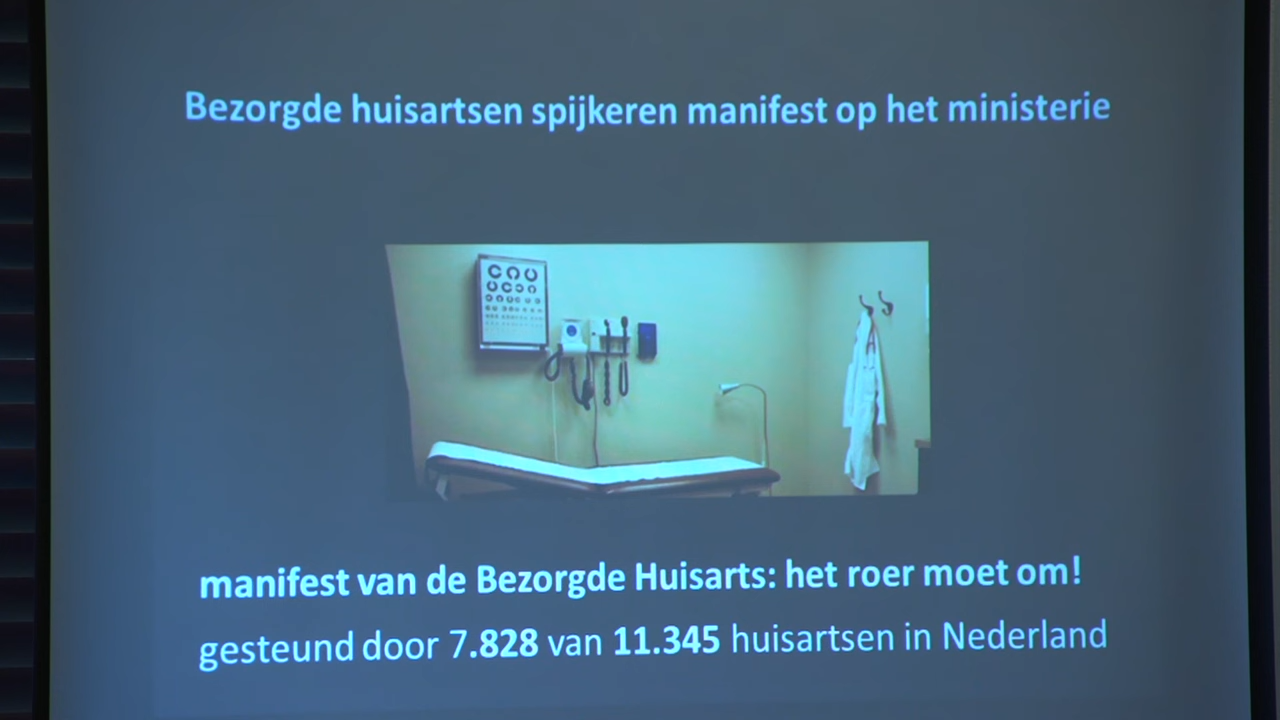 Bezorgde huisartsen spijkeren manifest op het ministerie
manifest van de Bezorgde Huisarts: het roer moet om!
gesteund door 7.828 van 11.345 huisartsen in Nederland